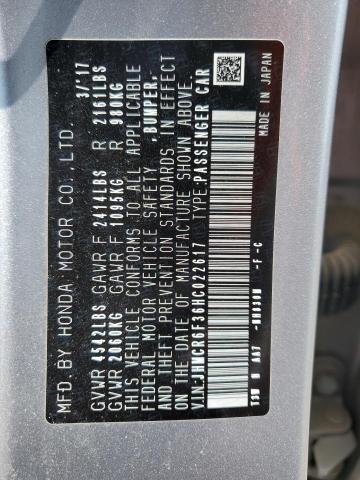 MFD BY HONDA MOTOR CO.,LTD. 3/17
GVWR 4542LBS GAWR F 2414LBS R 2161LBS
GVWR 2060KG GAWR F 1095KG R 980KG
THIS VEHICLE CONFORMS TO ALL APPLICABLE
FEDERAL MOTOR VEHICLE SAFETY ,BUMPER,
AND THEFT PREVENTION STANDARDS IN EFFECT
ON THE DATE OF MANUFACTURE SHOWN ABOVE.
V.I.N.:JHMCR6F36HC022617 TYPE:PASSENGER CAR
-F -C MADE IN JAPAN